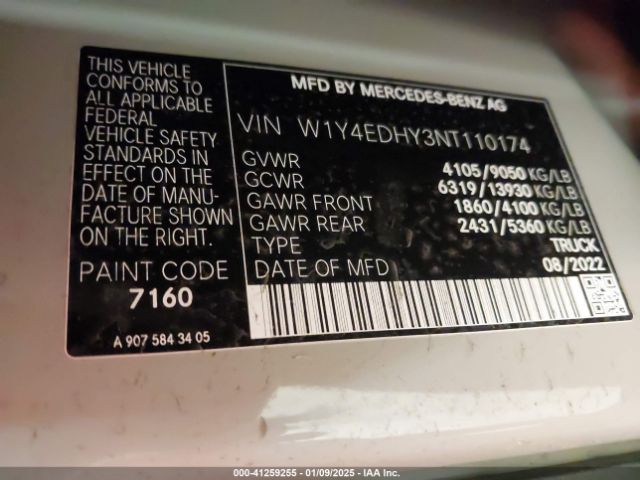 THIS VEHICLE
CONFORMS TO
ALL APPLICABLE
FEDERAL
VEHICLE SAFETY
STANDARDS IN
EFFECT ON THE
DATE OF MANU-
FACTURE SHOWN
ON THE RIGHT.
PAINT CODE
7160
A 907 584 34 05
MFD BY MERCEDES-BENZ AG
VIN W1Y4EDHY3NT110174
GVWR 4105/9050 KG/LB
GCWR 6319/13930 KG/LB
GAWR FRONT 1860/4100 KG/LB
GAWR REAR 2431/5360 KG/LB
TYPE TRUCK
DATE OF MFD 08/2022
000-41259255 - 01/09/2025 - IAA Inc.